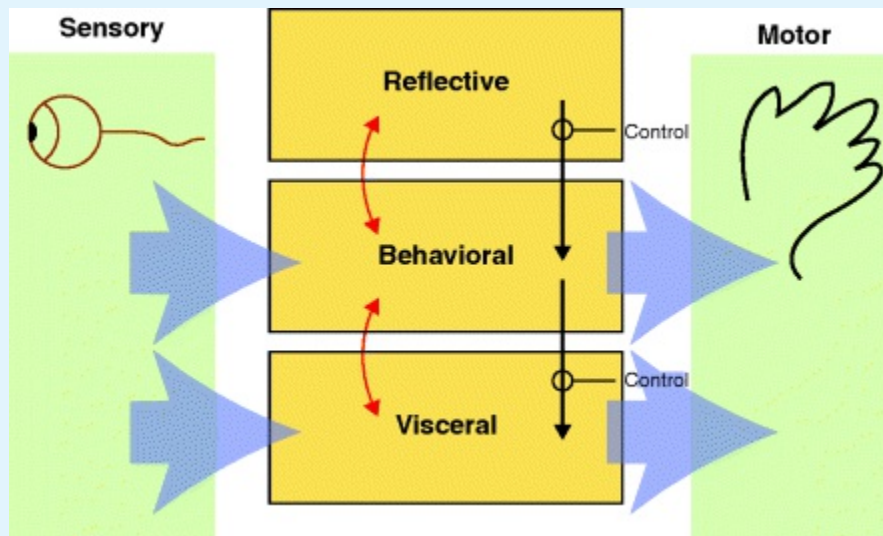 Sensory
Motor
Reflective
Control
Behavioral
Control
Visceral